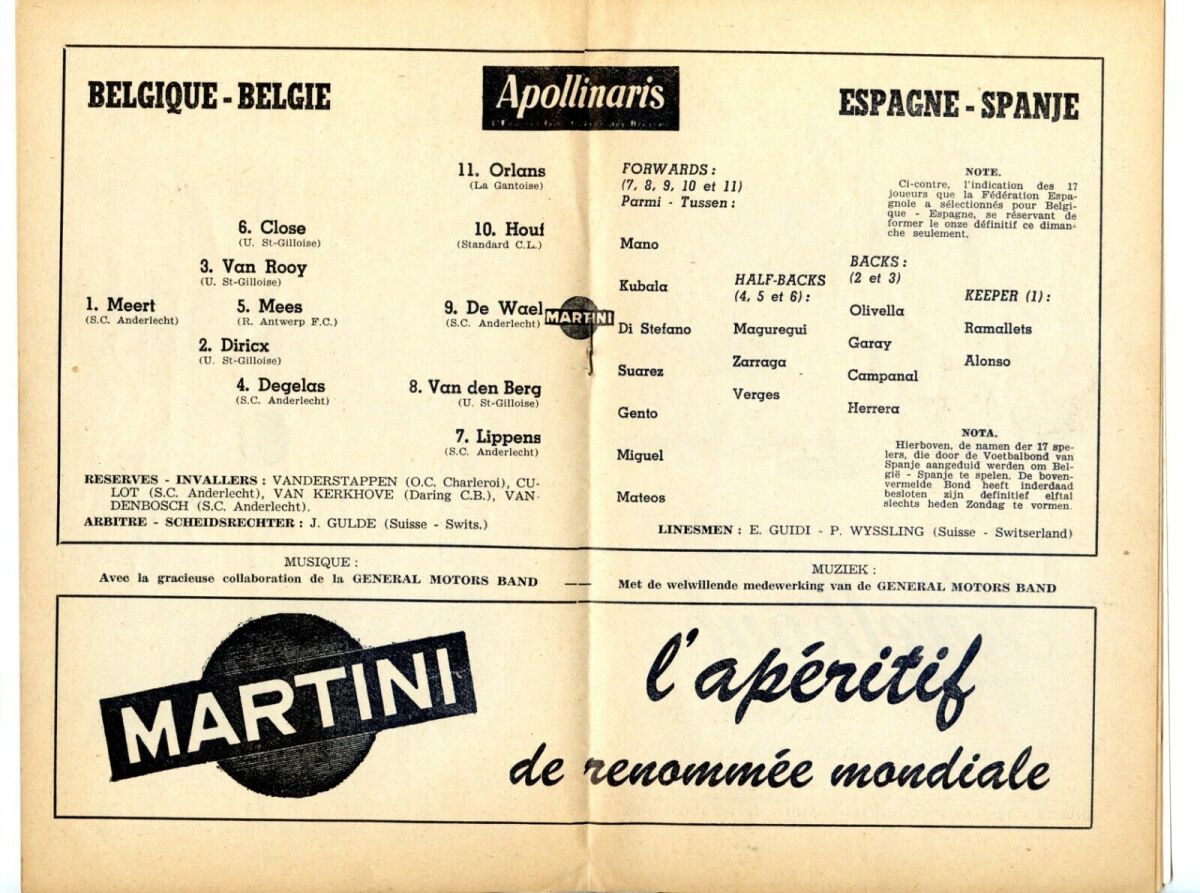 BELGIQUE - BELGIE
Apollinaris
ESPAGNE - SPANJE
11. Orlans
(La Gantoise)
6. Close
(U. St-Gilloise)
10. Houf
(Standard C.L.)
3. Van Rooy
(U. St-Gilloise)
1. Meert
(S.C. Anderlecht)
5. Mees
(R. Antwerp F.C.)
9. De Wael
(S.C. Anderlecht)
MARTINI
2. Diricx
(U. St-Gilloise)
4. Degelas
(S.C. Anderlecht)
8. Van den Berg
(U. St-Gilloise)
7. Lippens
(S.C. Anderlecht)
RESERVES - INVALLERS : VANDERSTAPPEN (O.C. Charleroi), CU-
LOT (S.C. Anderlecht), VAN KERKHOVE (Daring C.B.), VAN-
DENBOSCH (S.C. Anderlecht).
ARBITRE - SCHEIDSRECHTER : J. GULDE (Suisse - Swits.)
FORWARDS :
(7, 8, 9, 10 et 11)
Parmi - Tussen :
Mano
Kubala
Di Stefano
Suarez
Gento
Miguel
Mateos
HALF-BACKS
(4, 5 et 6) :
Maguregui
Zarraga
Verges
BACKS :
(2 et 3)
Olivella
Garay
Campanal
Herrera
KEEPER (1) :
Ramallets
Alonso
NOTE.
Ci-contre, l'indication des 17
joueurs que la Fédération Espa-
gnole a sélectionnés pour Belgi-
que - Espagne, se réservant de
former le onze définitif ce diman-
che seulement.
NOTA.
Hierboven, de namen der 17 spe-
lers, die door de Voetbalbond van
Spanje aangeduid werden om Bel-
gië - Spanje te spelen. De boven-
vermelde Bond heeft inderdaad
besloten zijn definitief elftal
slechts heden Zondag te vormen.
LINESMEN : E. GUIDI - P. WYSSLING (Suisse - Switserland)
MUSIQUE :
Avec la gracieuse collaboration de la GENERAL MOTORS BAND
MUZIEK :
Met de welwillende medewerking van de GENERAL MOTORS BAND
MARTINI
l'apéritif
de renommée mondiale